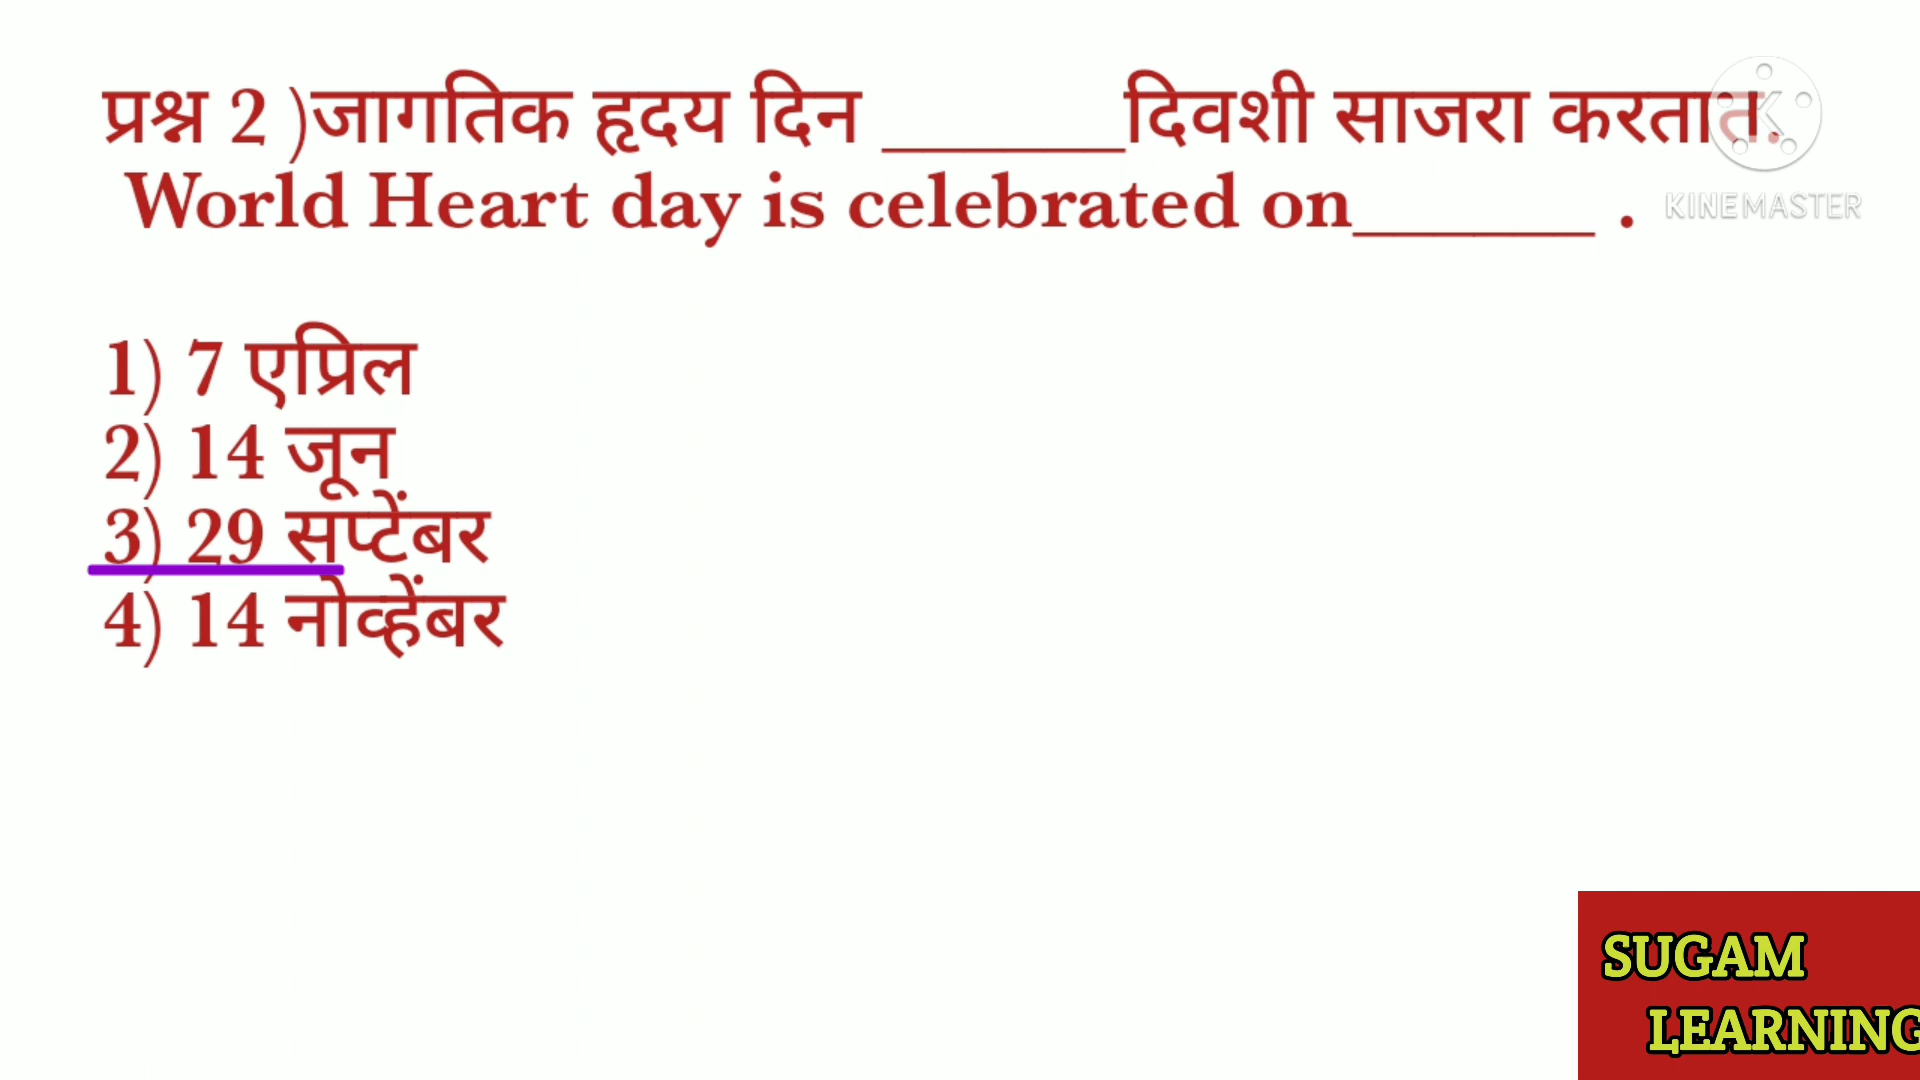 प्रश्न 2 )जागतिक हृदय दिन ______दिवशी साजरा करतात.
World Heart day is celebrated on______ .
KINEMASTER
1) 7 एप्रिल
2) 14 जून
3) 29 सप्टेंबर
4) 14 नोव्हेंबर
SUGAM
LEARNING